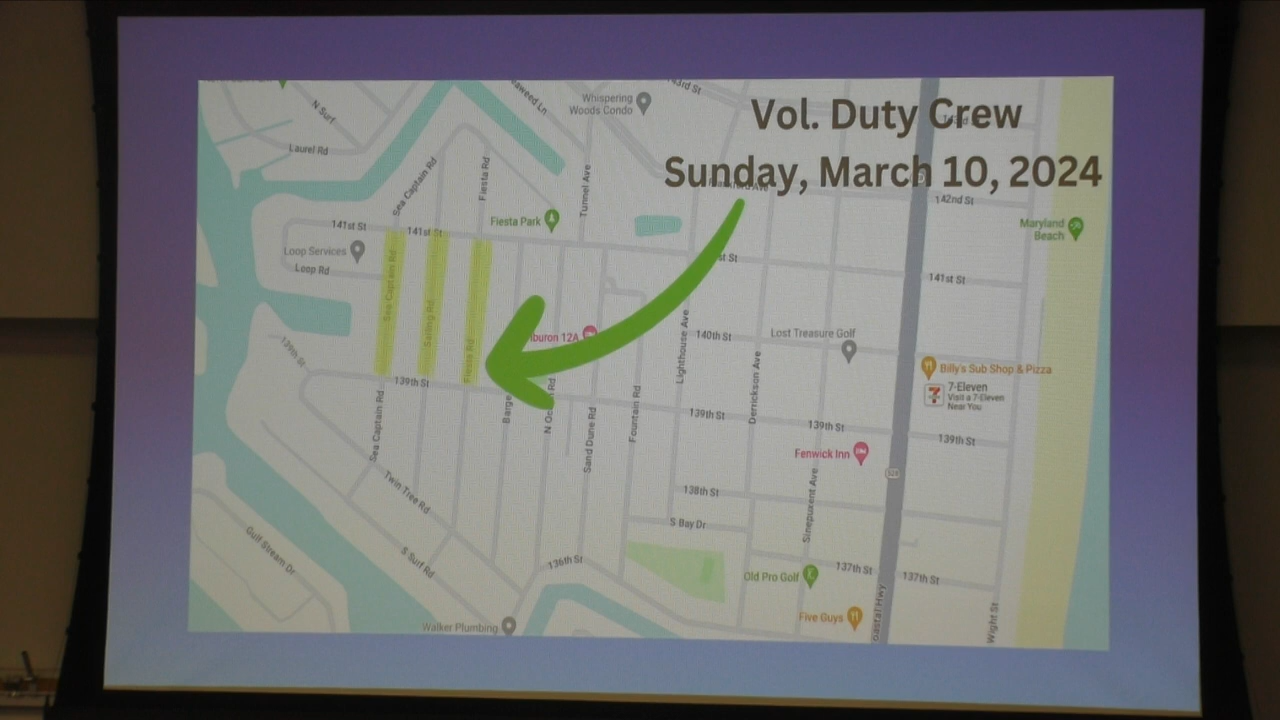 Vol. Duty Crew
Sunday, March 10, 2024
N Surf
Laurel Rd
Whispering
Woods Condo
Sea Captain Rd
Fiesta Rd
Tunnel Ave
Fiesta Park
141st St
141st St
Loop Services
Loop Rd
142nd St
Maryland
Beach
141st St
Sea Captain Rd
Sailing Rd
Fiesta Rd
Lighthouse Ave
140th St
Lost Treasure Golf
Derrickson Ave
Billy's Sub Shop & Pizza
7-Eleven
Visit a 7-Eleven
Near You
139th St
139th St
Sea Captain Rd
Sand Dune Rd
Fountain Rd
139th St
139th St
139th St
Fenwick Inn
Twin Tree Rd
138th St
Sinepuxent Ave
S Bay Dr
Gulf Stream Dr
S Surf Rd
136th St
Old Pro Golf
137th St
137th St
Five Guys
Wight St
Walker Plumbing
528